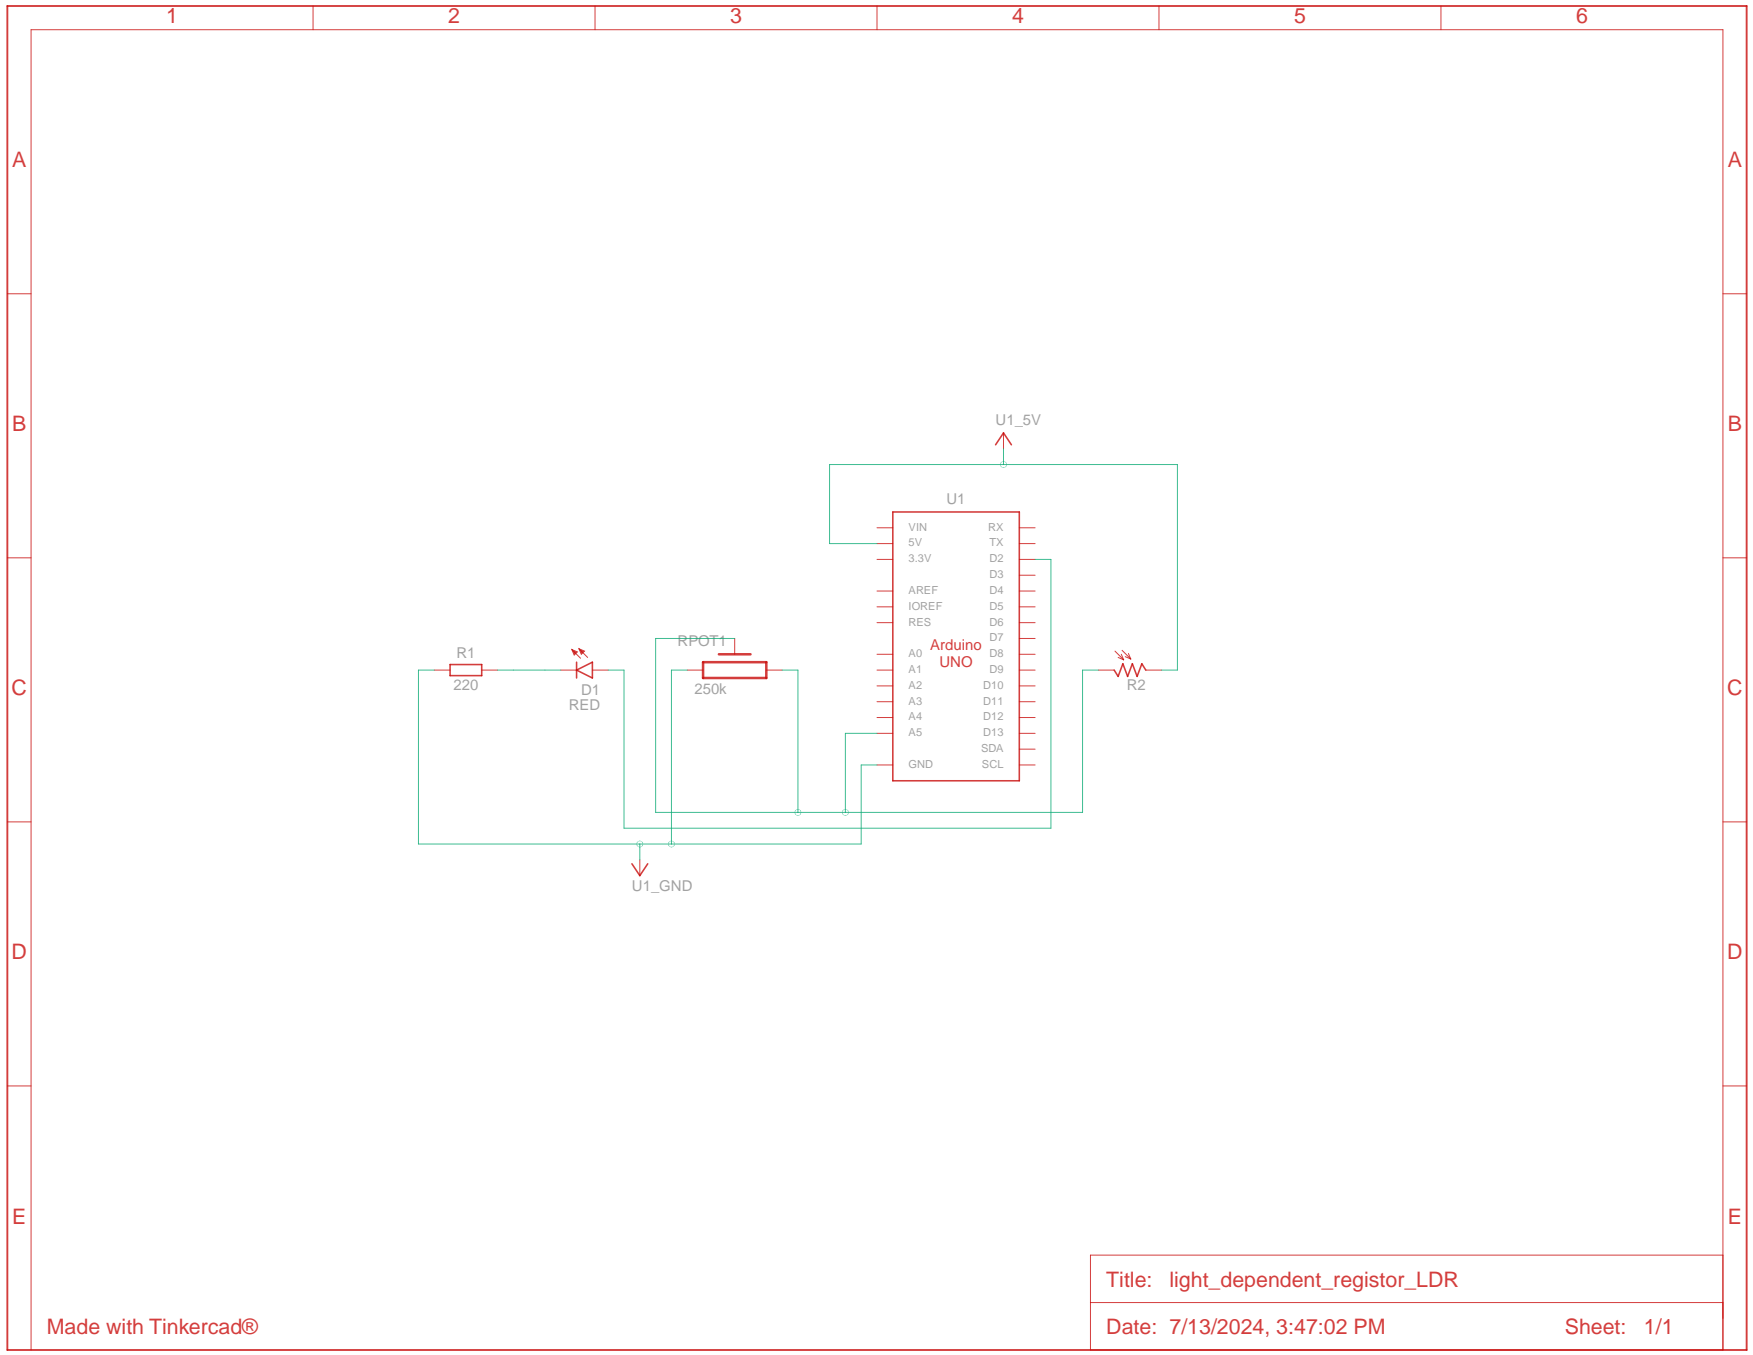 1 2 3 4 5 6
A A
B B
C C
D D
E E
U1_5V
U1
VIN RX
5V TX
3.3V D2
D3
AREF D4
IOREF D5
RES D6
D7
A0 D8
A1 D9
A2 D10
A3 D11
A4 D12
A5 D13
SDA
GND SCL
Arduino
UNO
R1
220
D1
RED
RPOT1
250k
R2
U1_GND
Title: light_dependent_registor_LDR
Date: 7/13/2024, 3:47:02 PM Sheet: 1/1
Made with Tinkercad®